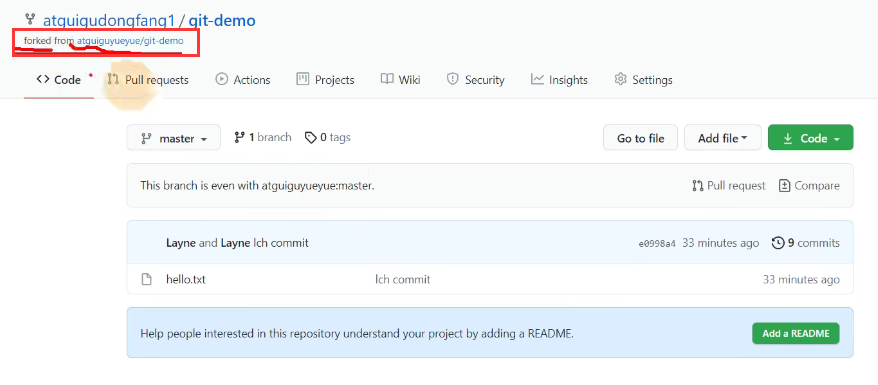 atguigudongfang1 / git-demo
forked from atguiguyueyue/git-demo
Code Pull requests Actions Projects Wiki Security Insights Settings
master 1 branch 0 tags Go to file Add file Code
This branch is even with atguiguyueyue:master. Pull request Compare
Layne and Layne lch commit e0998a4 33 minutes ago 9 commits
hello.txt lch commit 33 minutes ago
Help people interested in this repository understand your project by adding a README. Add a README